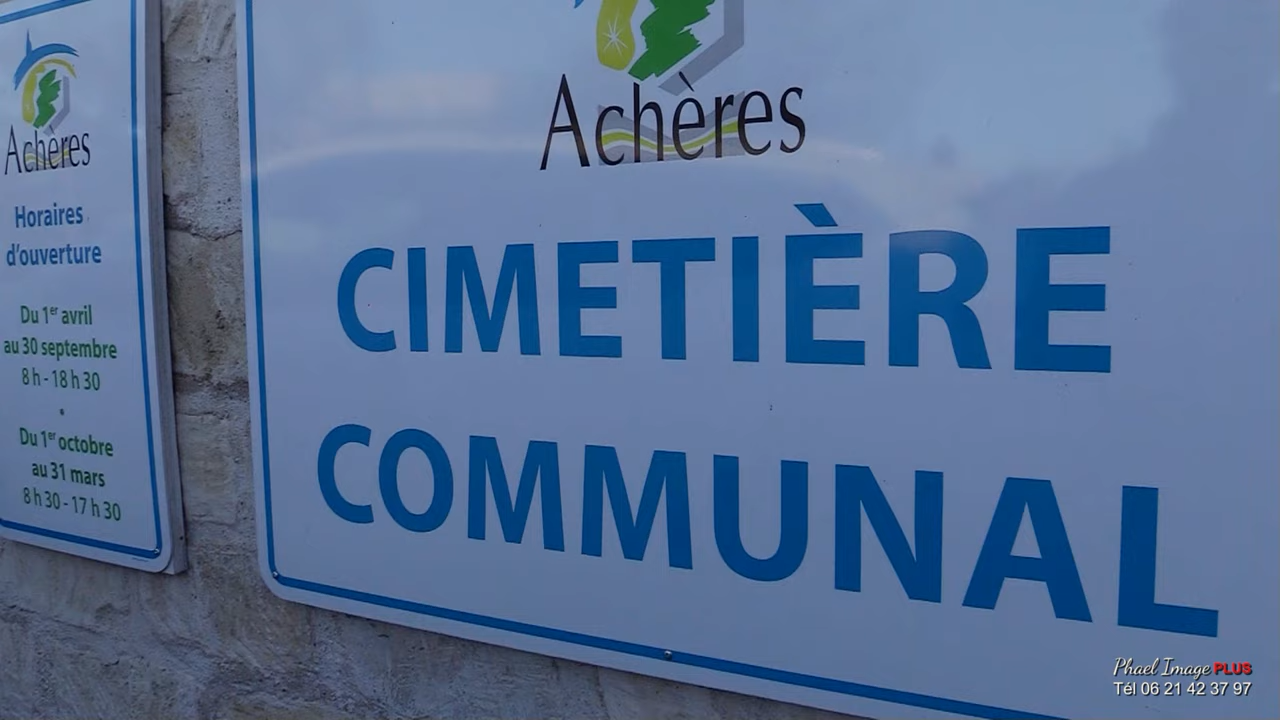 Achères
Horaires
d'ouverture
Du 1er avril
au 30 septembre
8 h - 18 h 30
•
Du 1er octobre
au 31 mars
8 h 30 - 17 h 30
Achères
CIMETIÈRE
COMMUNAL
Phael Image PLUS
Tél 06 21 42 37 97